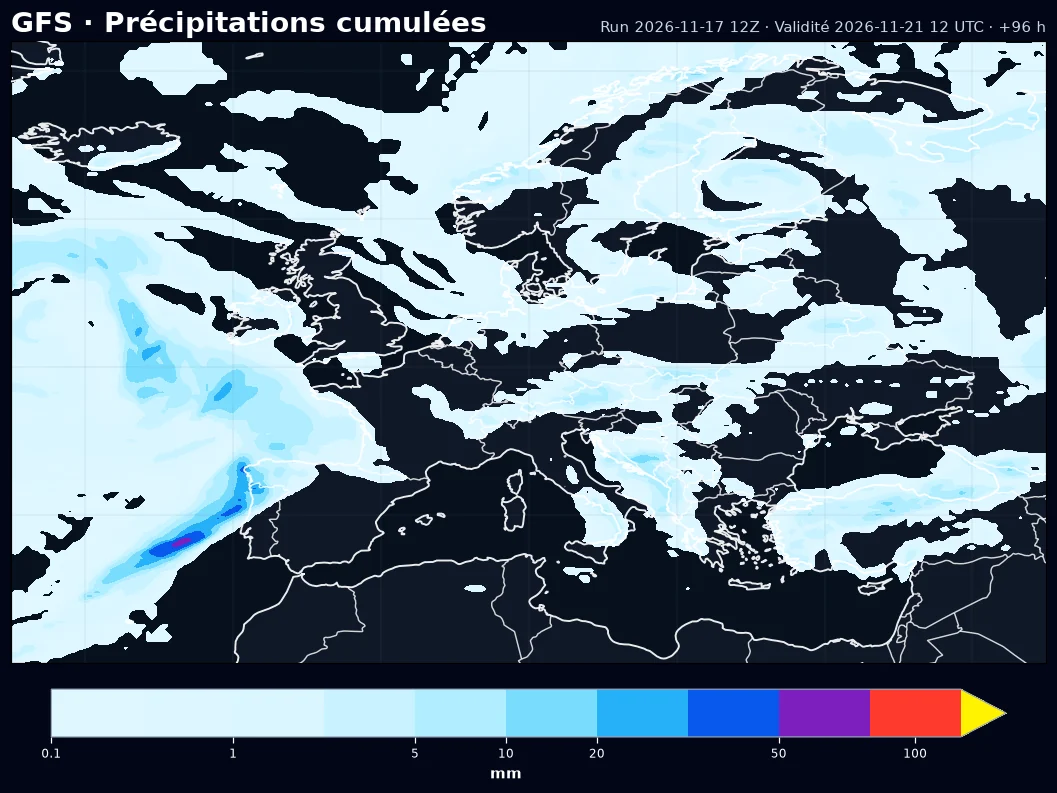 GFS · Précipitations cumulées
Run 2026-11-17 12Z · Validité 2026-11-21 12 UTC · +96 h
0.1 1 5 10 20 50 100
mm